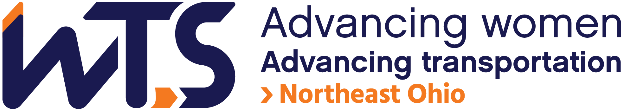 WTS
Advancing women
Advancing transportation
Northeast Ohio